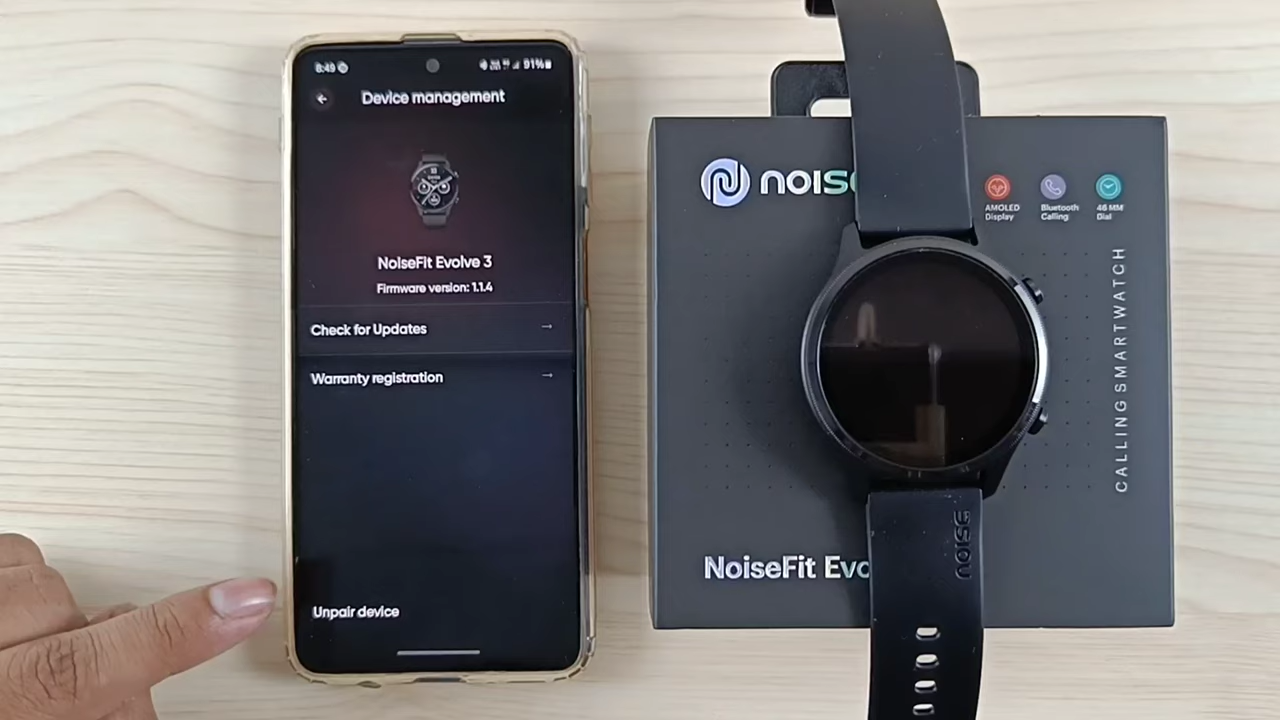 8:49
91%
Device management
NoiseFit Evolve 3
Firmware version: 1.1.4
Check for Updates
Warranty registration
Unpair device
NOISE
AMOLED
Display
Bluetooth
Calling
46 MM
Dial
CALLING SMARTWATCH
NoiseFit Evo
NOISE